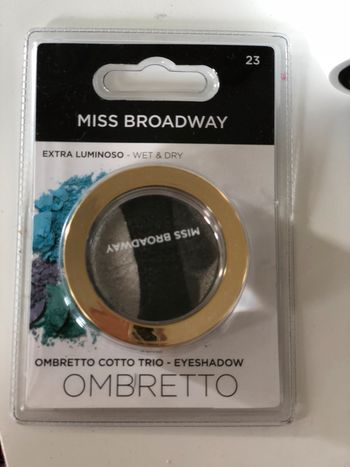 23
MISS BROADWAY
EXTRA LUMINOSO - WET & DRY
MISS BROADWAY
OMBRETTO COTTO TRIO - EYESHADOW
OMBRETTO